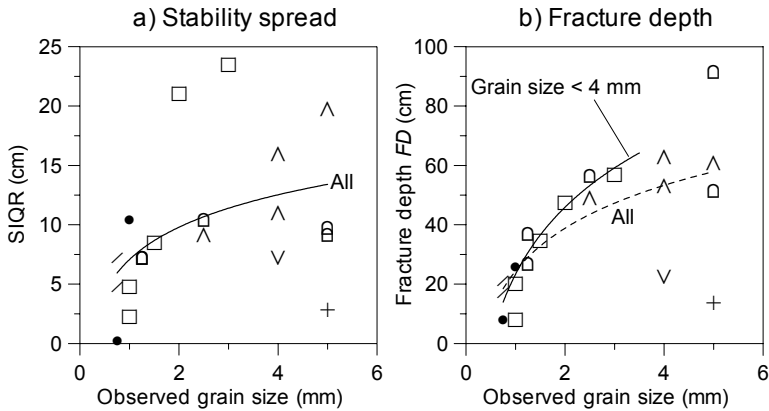 a) Stability spread
25
20
15
10
5
0
SIQR (cm)
All
0 2 4 6
Observed grain size (mm)
b) Fracture depth
100
80
60
40
20
0
Fracture depth FD (cm)
Grain size < 4 mm
All
0 2 4 6
Observed grain size (mm)